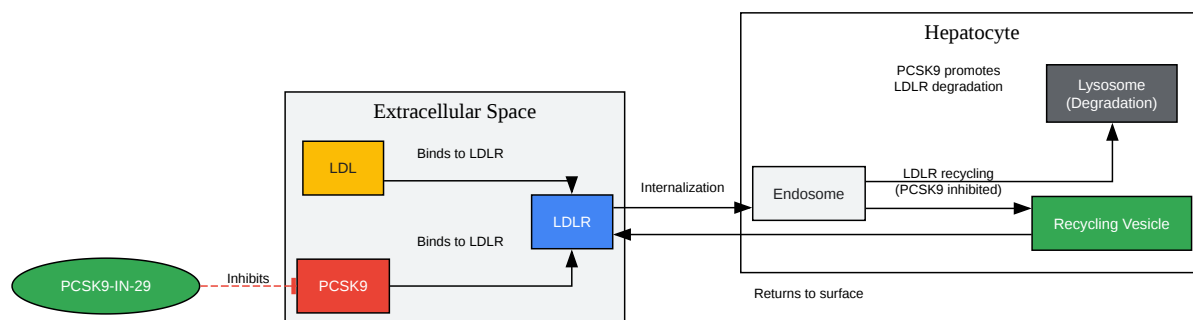 Hepatocyte
PCSK9 promotes
LDLR degradation
Lysosome
(Degradation)
Extracellular Space
Binds to LDLR
LDL
LDLR recycling
(PCSK9 inhibited)
Internalization
Endosome
LDLR
Recycling Vesicle
Binds to LDLR
PCSK9-IN-29
Inhibits
PCSK9
Returns to surface